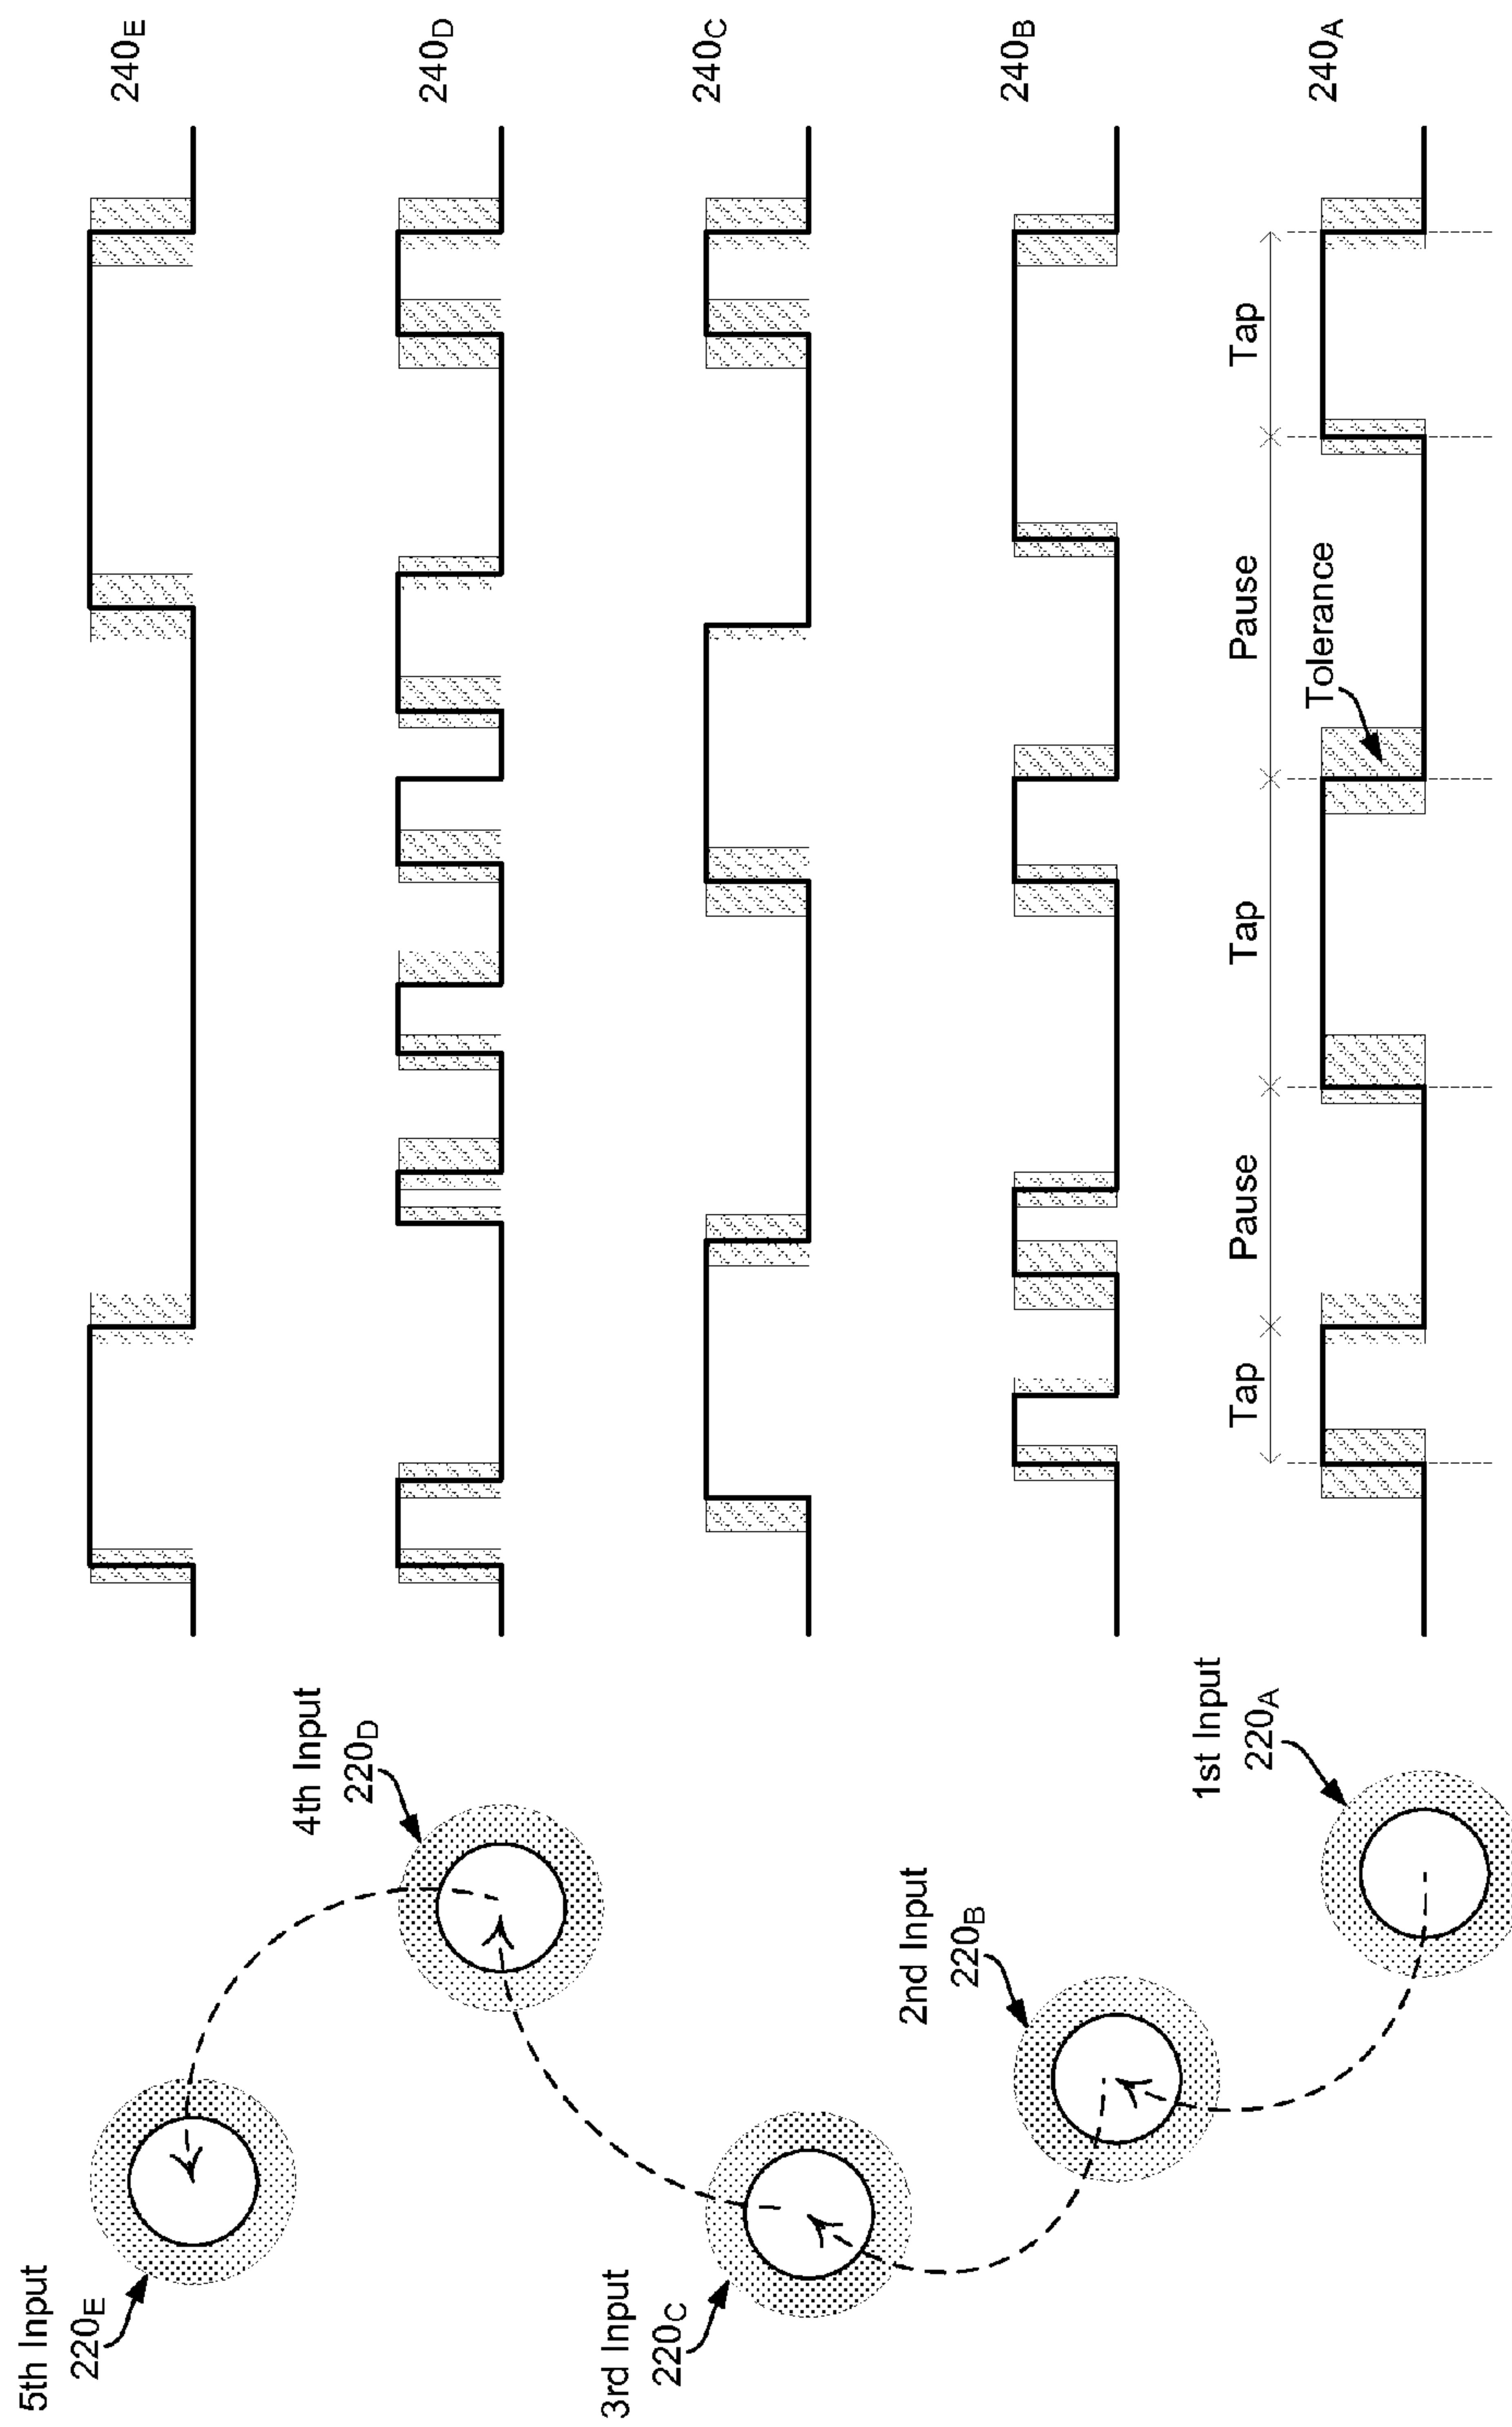 5th Input
220E
240E
4th Input
220D
240D
3rd Input
220C
240C
2nd Input
220B
240B
1st Input
220A
240A
Tap
Pause
Tap
Pause
Tap
Tolerance